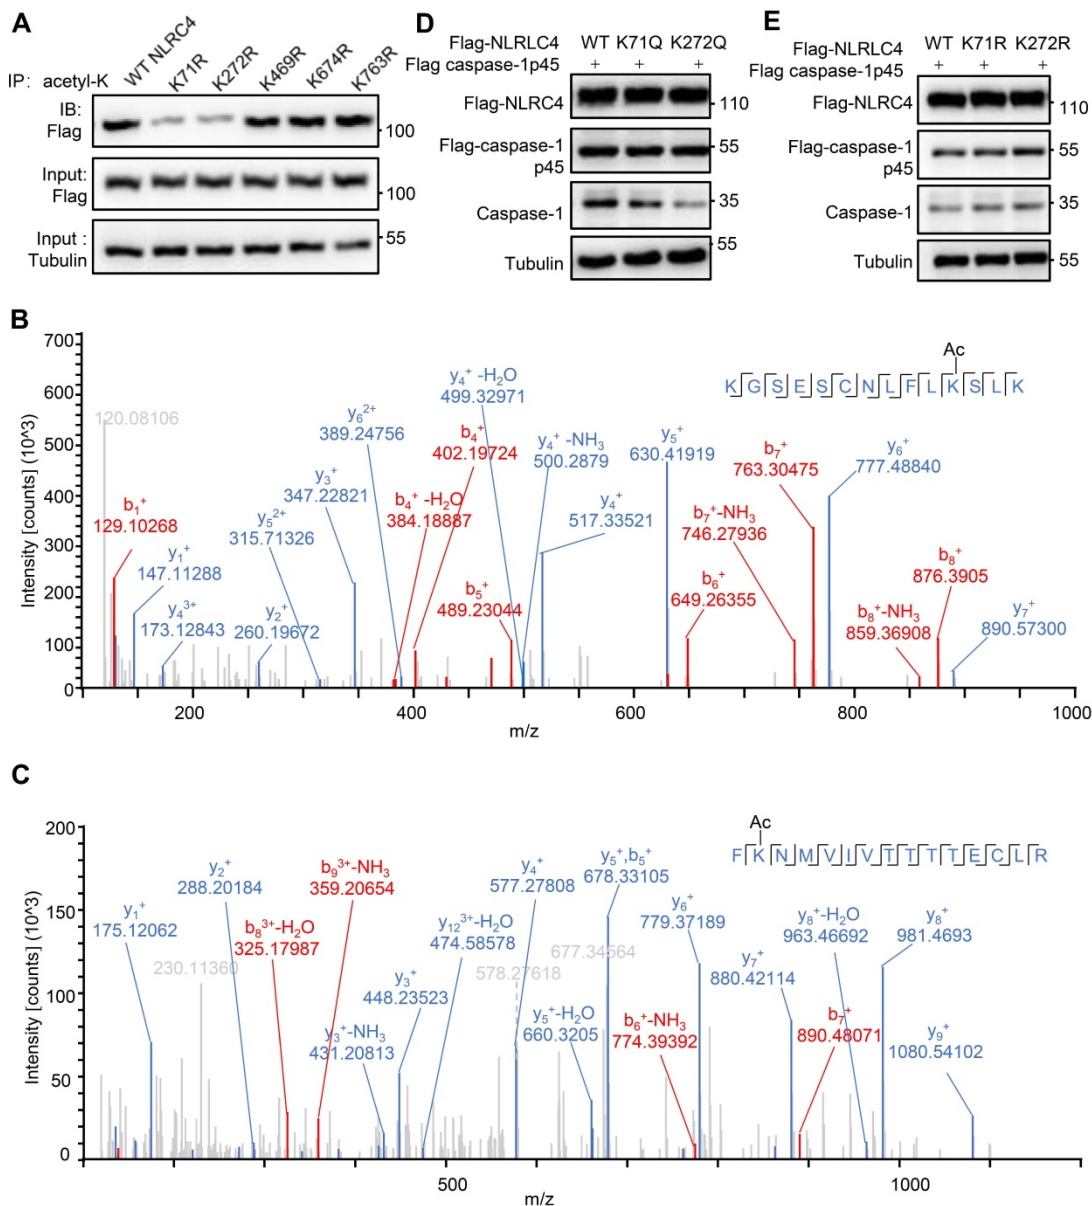 A
WT NLRC4
K71R
K272R
K469R
K674R
K763R
IP: acetyl-K
IB:
Flag
100
Input:
Flag
100
Input :
Tubulin
55
D
Flag-NLRLC4 WT K71Q K272Q
Flag caspase-1p45 + + +
Flag-NLRC4
110
Flag-caspase-1
p45
55
Caspase-1
35
Tubulin
55
E
Flag-NLRLC4 WT K71R K272R
Flag caspase-1p45 + + +
Flag-NLRC4
110
Flag-caspase-1
p45
55
Caspase-1
35
Tubulin
55
B
Intensity [counts] (10^3)
700
600
500
400
300
200
100
0
200 400 600 800 1000
m/z
120.08106
b1+
129.10268
y1+
147.11288
y4 3+
173.12843
y2+
260.19672
y5 2+
315.71326
y3+
347.22821
y6 2+
389.24756
b4+ -H2O
384.18887
b4+
402.19724
b5+
489.23044
y4+ -H2O
499.32971
y4+ -NH3
500.2879
y4+
517.33521
y5+
630.41919
b6+
649.26355
b7+-NH3
746.27936
b7+
763.30475
y6+
777.48840
b8+-NH3
859.36908
b8+
876.3905
y7+
890.57300
Ac
K G S E S C N L F L K S L K
C
Intensity [counts] (10^3)
200
150
100
50
0
500 1000
m/z
y1+
175.12062
230.11360
y2+
288.20184
b8 3+-H2O
325.17987
b9 3+-NH3
359.20654
y3+-NH3
431.20813
y3+
448.23523
y12 3+-H2O
474.58578
y4+
577.27808
578.27618
y5+-H2O
660.3205
677.34564
y5+,b5+
678.33105
b6+-NH3
774.39392
y6+
779.37189
y7+
880.42114
b7+
890.48071
y8+-H2O
963.46692
y8+
981.4693
y9+
1080.54102
Ac
F K N M V I V T T T T E C L R